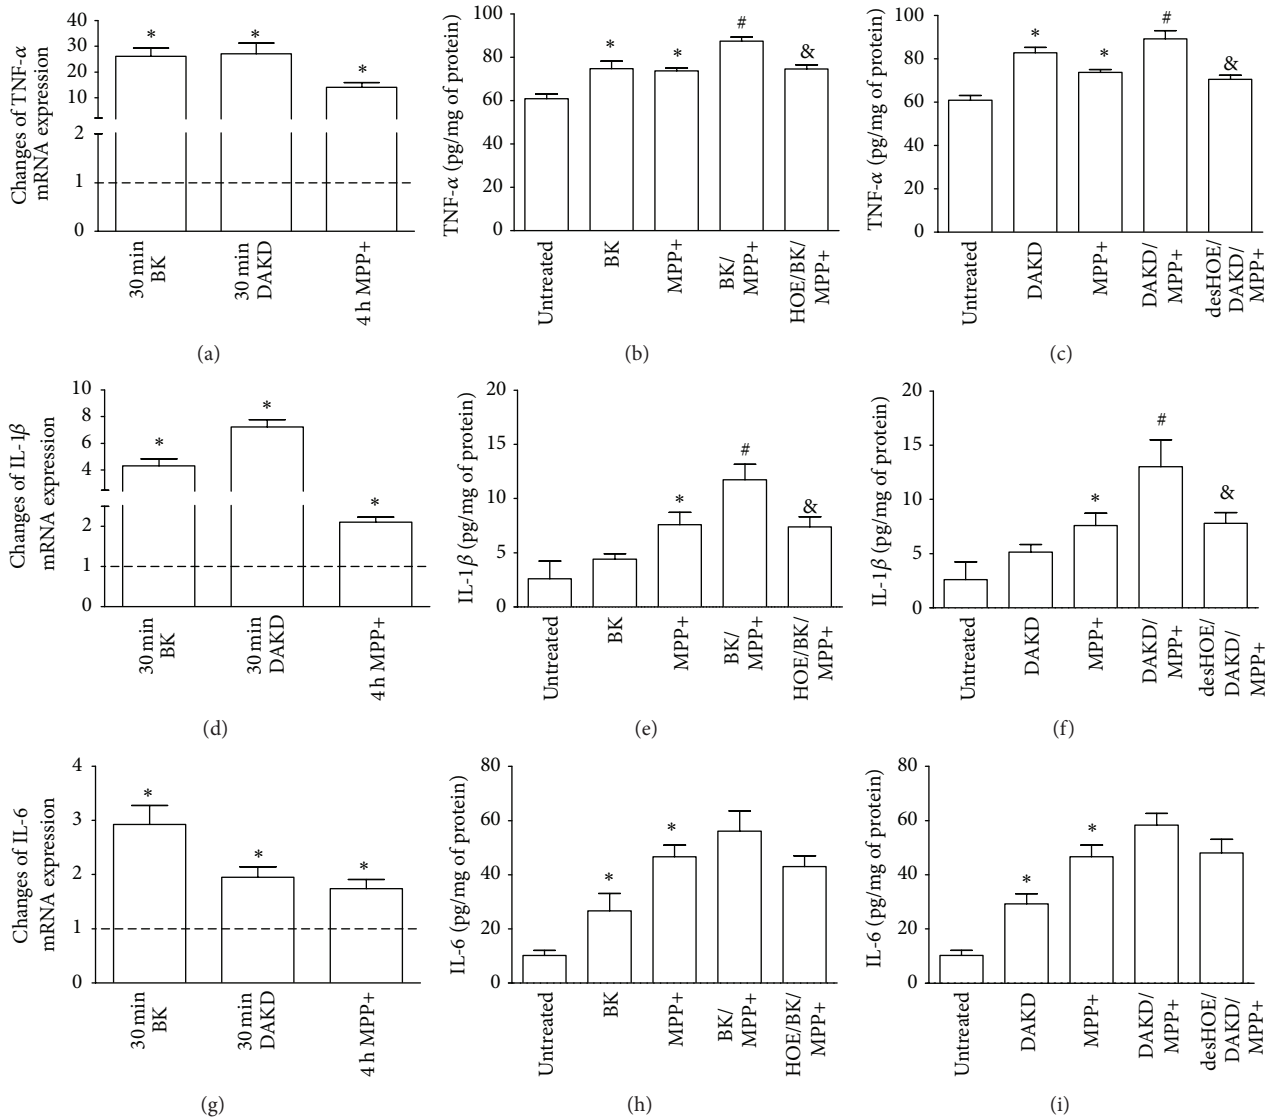 Changes of TNF-α
mRNA expression
40
30
20
10
2
1
0
*
*
*
30 min
BK
30 min
DAKD
4 h MPP+
(a)
TNF-α (pg/mg of protein)
100
80
60
40
20
0
*
*
#
&
Untreated
BK
MPP+
BK/
MPP+
HOE/BK/
MPP+
(b)
TNF-α (pg/mg of protein)
100
80
60
40
20
0
*
*
#
&
Untreated
DAKD
MPP+
DAKD/
MPP+
desHOE/
DAKD/
MPP+
(c)
Changes of IL-1β
mRNA expression
10
8
6
4
2
1
0
*
*
*
30 min
BK
30 min
DAKD
4 h MPP+
(d)
IL-1β (pg/mg of protein)
20
15
10
5
0
*
#
&
Untreated
BK
MPP+
BK/
MPP+
HOE/BK/
MPP+
(e)
IL-1β (pg/mg of protein)
20
15
10
5
0
*
#
&
Untreated
DAKD
MPP+
DAKD/
MPP+
desHOE/
DAKD/
MPP+
(f)
Changes of IL-6
mRNA expression
4
3
2
1
0
*
*
*
30 min
BK
30 min
DAKD
4 h MPP+
(g)
IL-6 (pg/mg of protein)
80
60
40
20
0
*
*
Untreated
BK
MPP+
BK/
MPP+
HOE/BK/
MPP+
(h)
IL-6 (pg/mg of protein)
80
60
40
20
0
*
*
Untreated
DAKD
MPP+
DAKD/
MPP+
desHOE/
DAKD/
MPP+
(i)